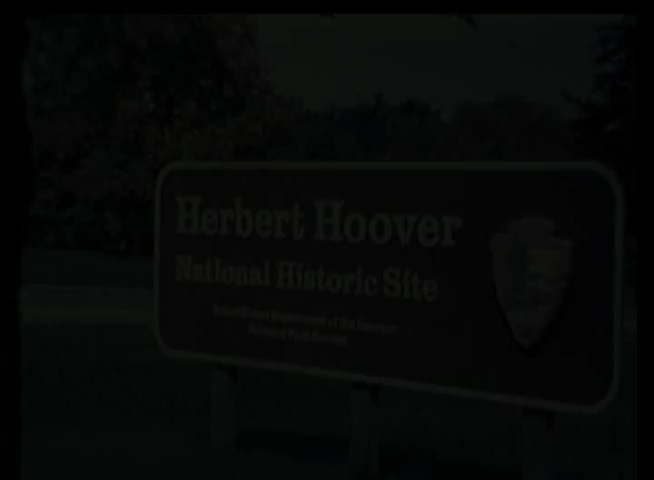 Herbert Hoover
National Historic Site
United States Department of the Interior
National Park Service